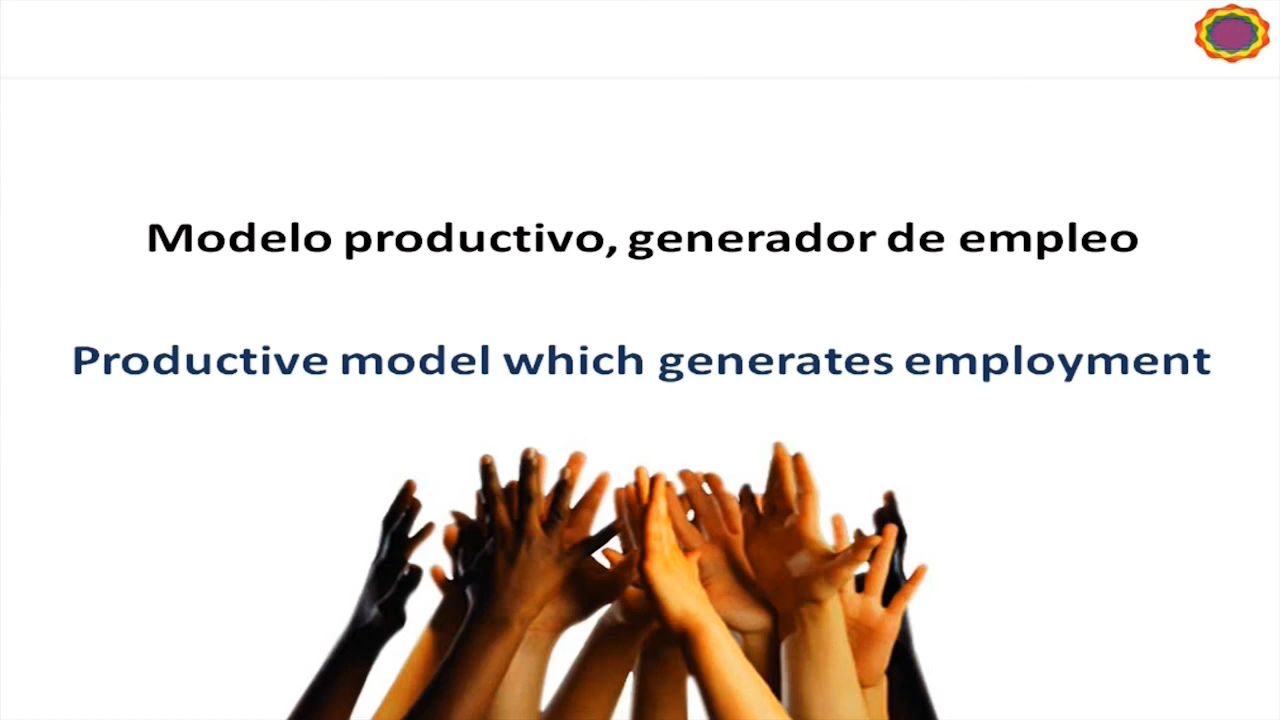 Modelo productivo, generador de empleo
Productive model which generates employment